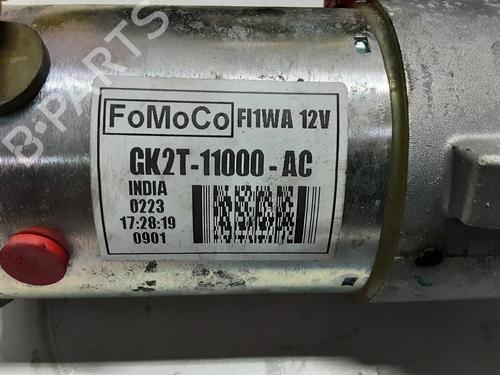 B-PARTS
FoMoCo FI1WA 12V
GK2T-11000-AC
INDIA
0223
17:28:19
0901